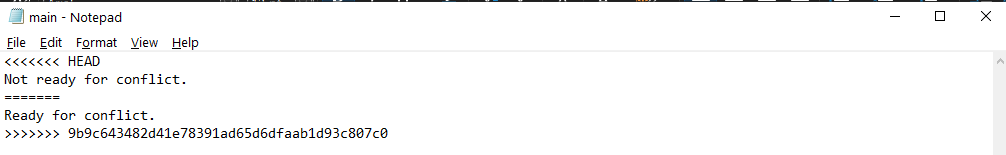 main - Notepad
File Edit Format View Help
<<<<<<< HEAD
Not ready for conflict.
=======
Ready for conflict.
>>>>>>> 9b9c643482d41e78391ad65d6dfaab1d93c807c0